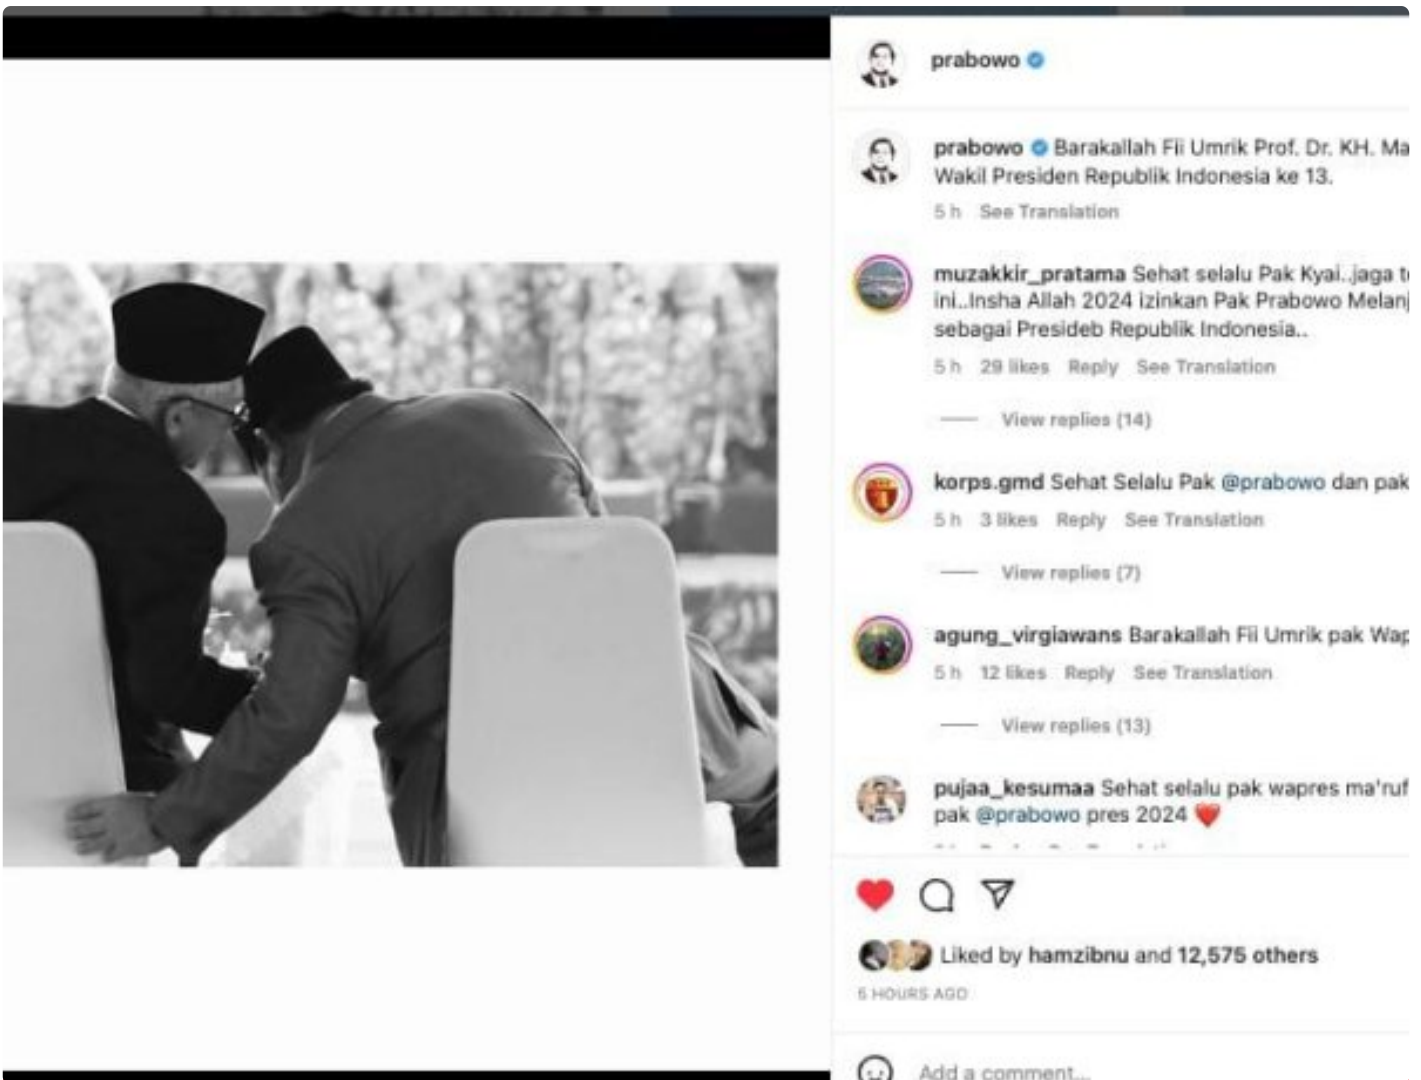 prabowo
prabowo Barakallah Fii Umrik Prof. Dr. KH. Ma
Wakil Presiden Republik Indonesia ke 13.
5 h See Translation
muzakkir_pratama Sehat selalu Pak Kyai..jaga t
ini..Insha Allah 2024 izinkan Pak Prabowo Melan
sebagai Presideb Republik Indonesia..
5 h 29 likes Reply See Translation
View replies (14)
korps.gmd Sehat Selalu Pak @prabowo dan pak
5 h 3 likes Reply See Translation
View replies (7)
agung_virgiawans Barakallah Fii Umrik pak Wap
5 h 12 likes Reply See Translation
View replies (13)
pujaa_kesumaa Sehat selalu pak wapres ma'ruf
pak @prabowo pres 2024 ❤️
Liked by hamzibnu and 12,575 others
5 HOURS AGO
Add a comment...